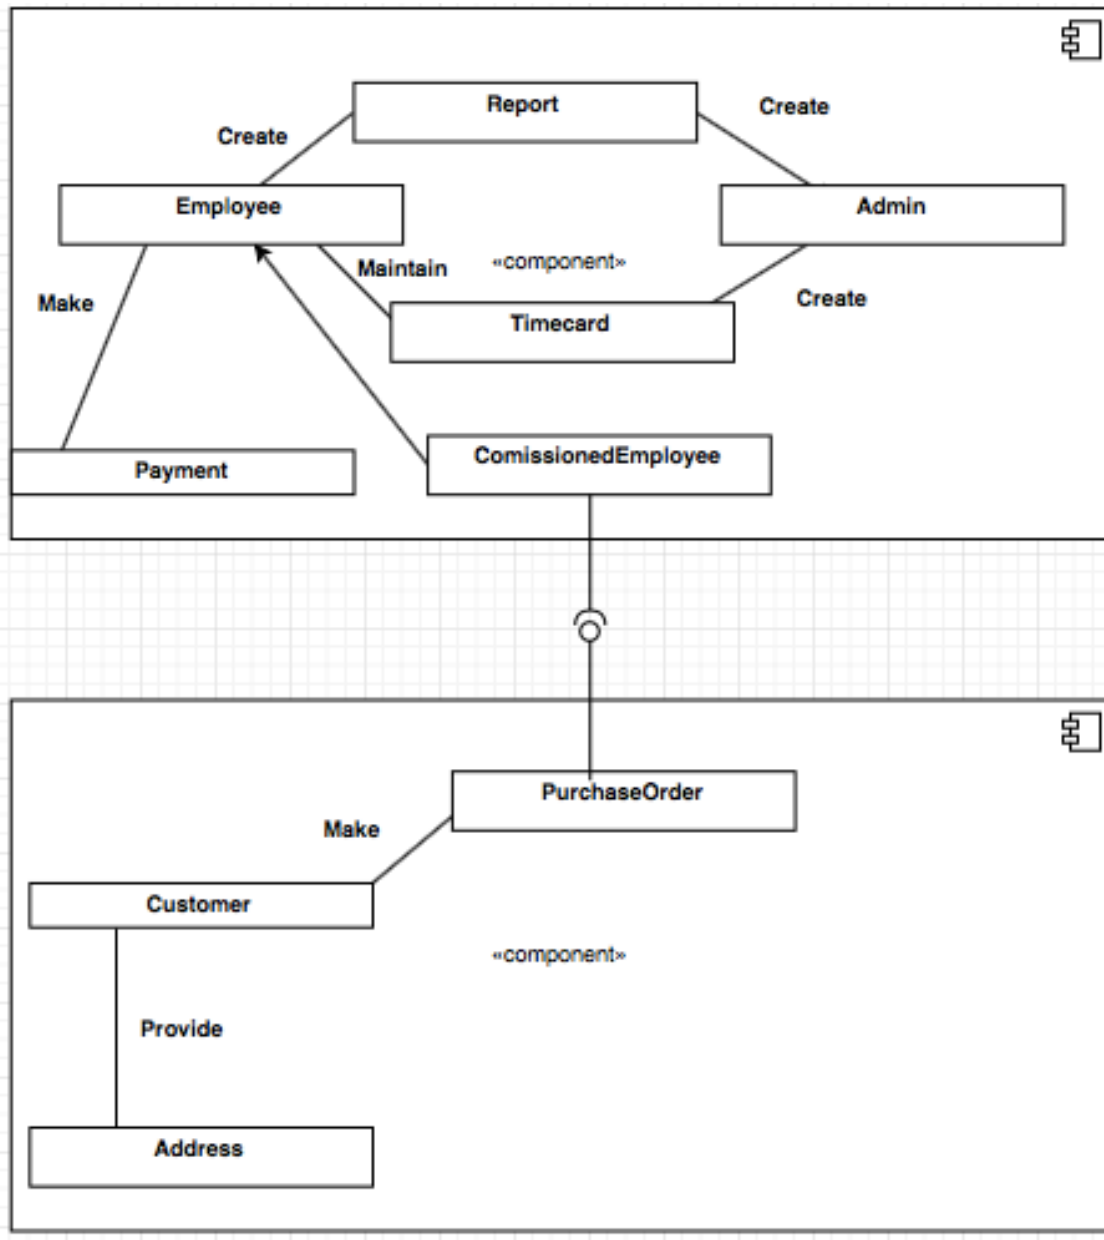 Report
Create
Create
Employee
Admin
Maintain
«component»
Make
Create
Timecard
ComissionedEmployee
Payment
PurchaseOrder
Make
Customer
«component»
Provide
Address